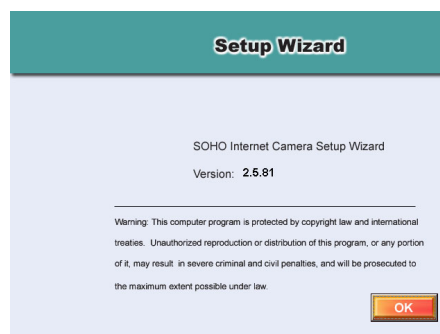 Setup Wizard
SOHO Internet Camera Setup Wizard
Version: 2.5.81
Warning: This computer program is protected by copyright law and international
treaties. Unauthorized reproduction or distribution of this program, or any portion
of it, may result in severe criminal and civil penalties, and will be prosecuted to
the maximum extent possible under law.
OK